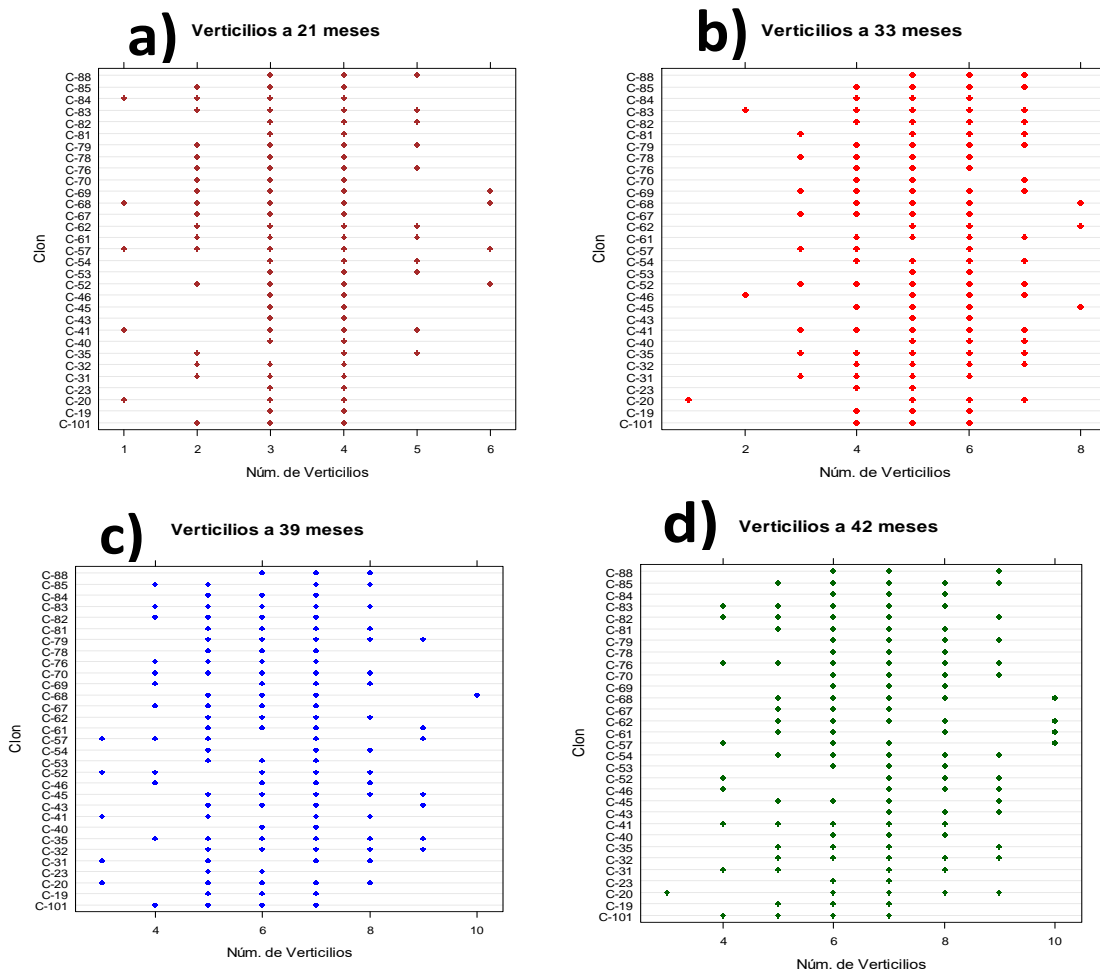 a)
Verticilios a 21 meses
Clon
C-88
C-85
C-84
C-83
C-82
C-81
C-79
C-78
C-76
C-70
C-69
C-68
C-67
C-62
C-61
C-57
C-54
C-53
C-52
C-46
C-45
C-43
C-41
C-40
C-35
C-32
C-31
C-23
C-20
C-19
C-101
1 2 3 4 5 6
Núm. de Verticilios
b)
Verticilios a 33 meses
Clon
C-88
C-85
C-84
C-83
C-82
C-81
C-79
C-78
C-76
C-70
C-69
C-68
C-67
C-62
C-61
C-57
C-54
C-53
C-52
C-46
C-45
C-43
C-41
C-40
C-35
C-32
C-31
C-23
C-20
C-19
C-101
2 4 6 8
Núm. de Verticilios
c)
Verticilios a 39 meses
Clon
C-88
C-85
C-84
C-83
C-82
C-81
C-79
C-78
C-76
C-70
C-69
C-68
C-67
C-62
C-61
C-57
C-54
C-53
C-52
C-46
C-45
C-43
C-41
C-40
C-35
C-32
C-31
C-23
C-20
C-19
C-101
4 6 8 10
Núm. de Verticilios
d)
Verticilios a 42 meses
Clon
C-88
C-85
C-84
C-83
C-82
C-81
C-79
C-78
C-76
C-70
C-69
C-68
C-67
C-62
C-61
C-57
C-54
C-53
C-52
C-46
C-45
C-43
C-41
C-40
C-35
C-32
C-31
C-23
C-20
C-19
C-101
4 6 8 10
Núm. de Verticilios